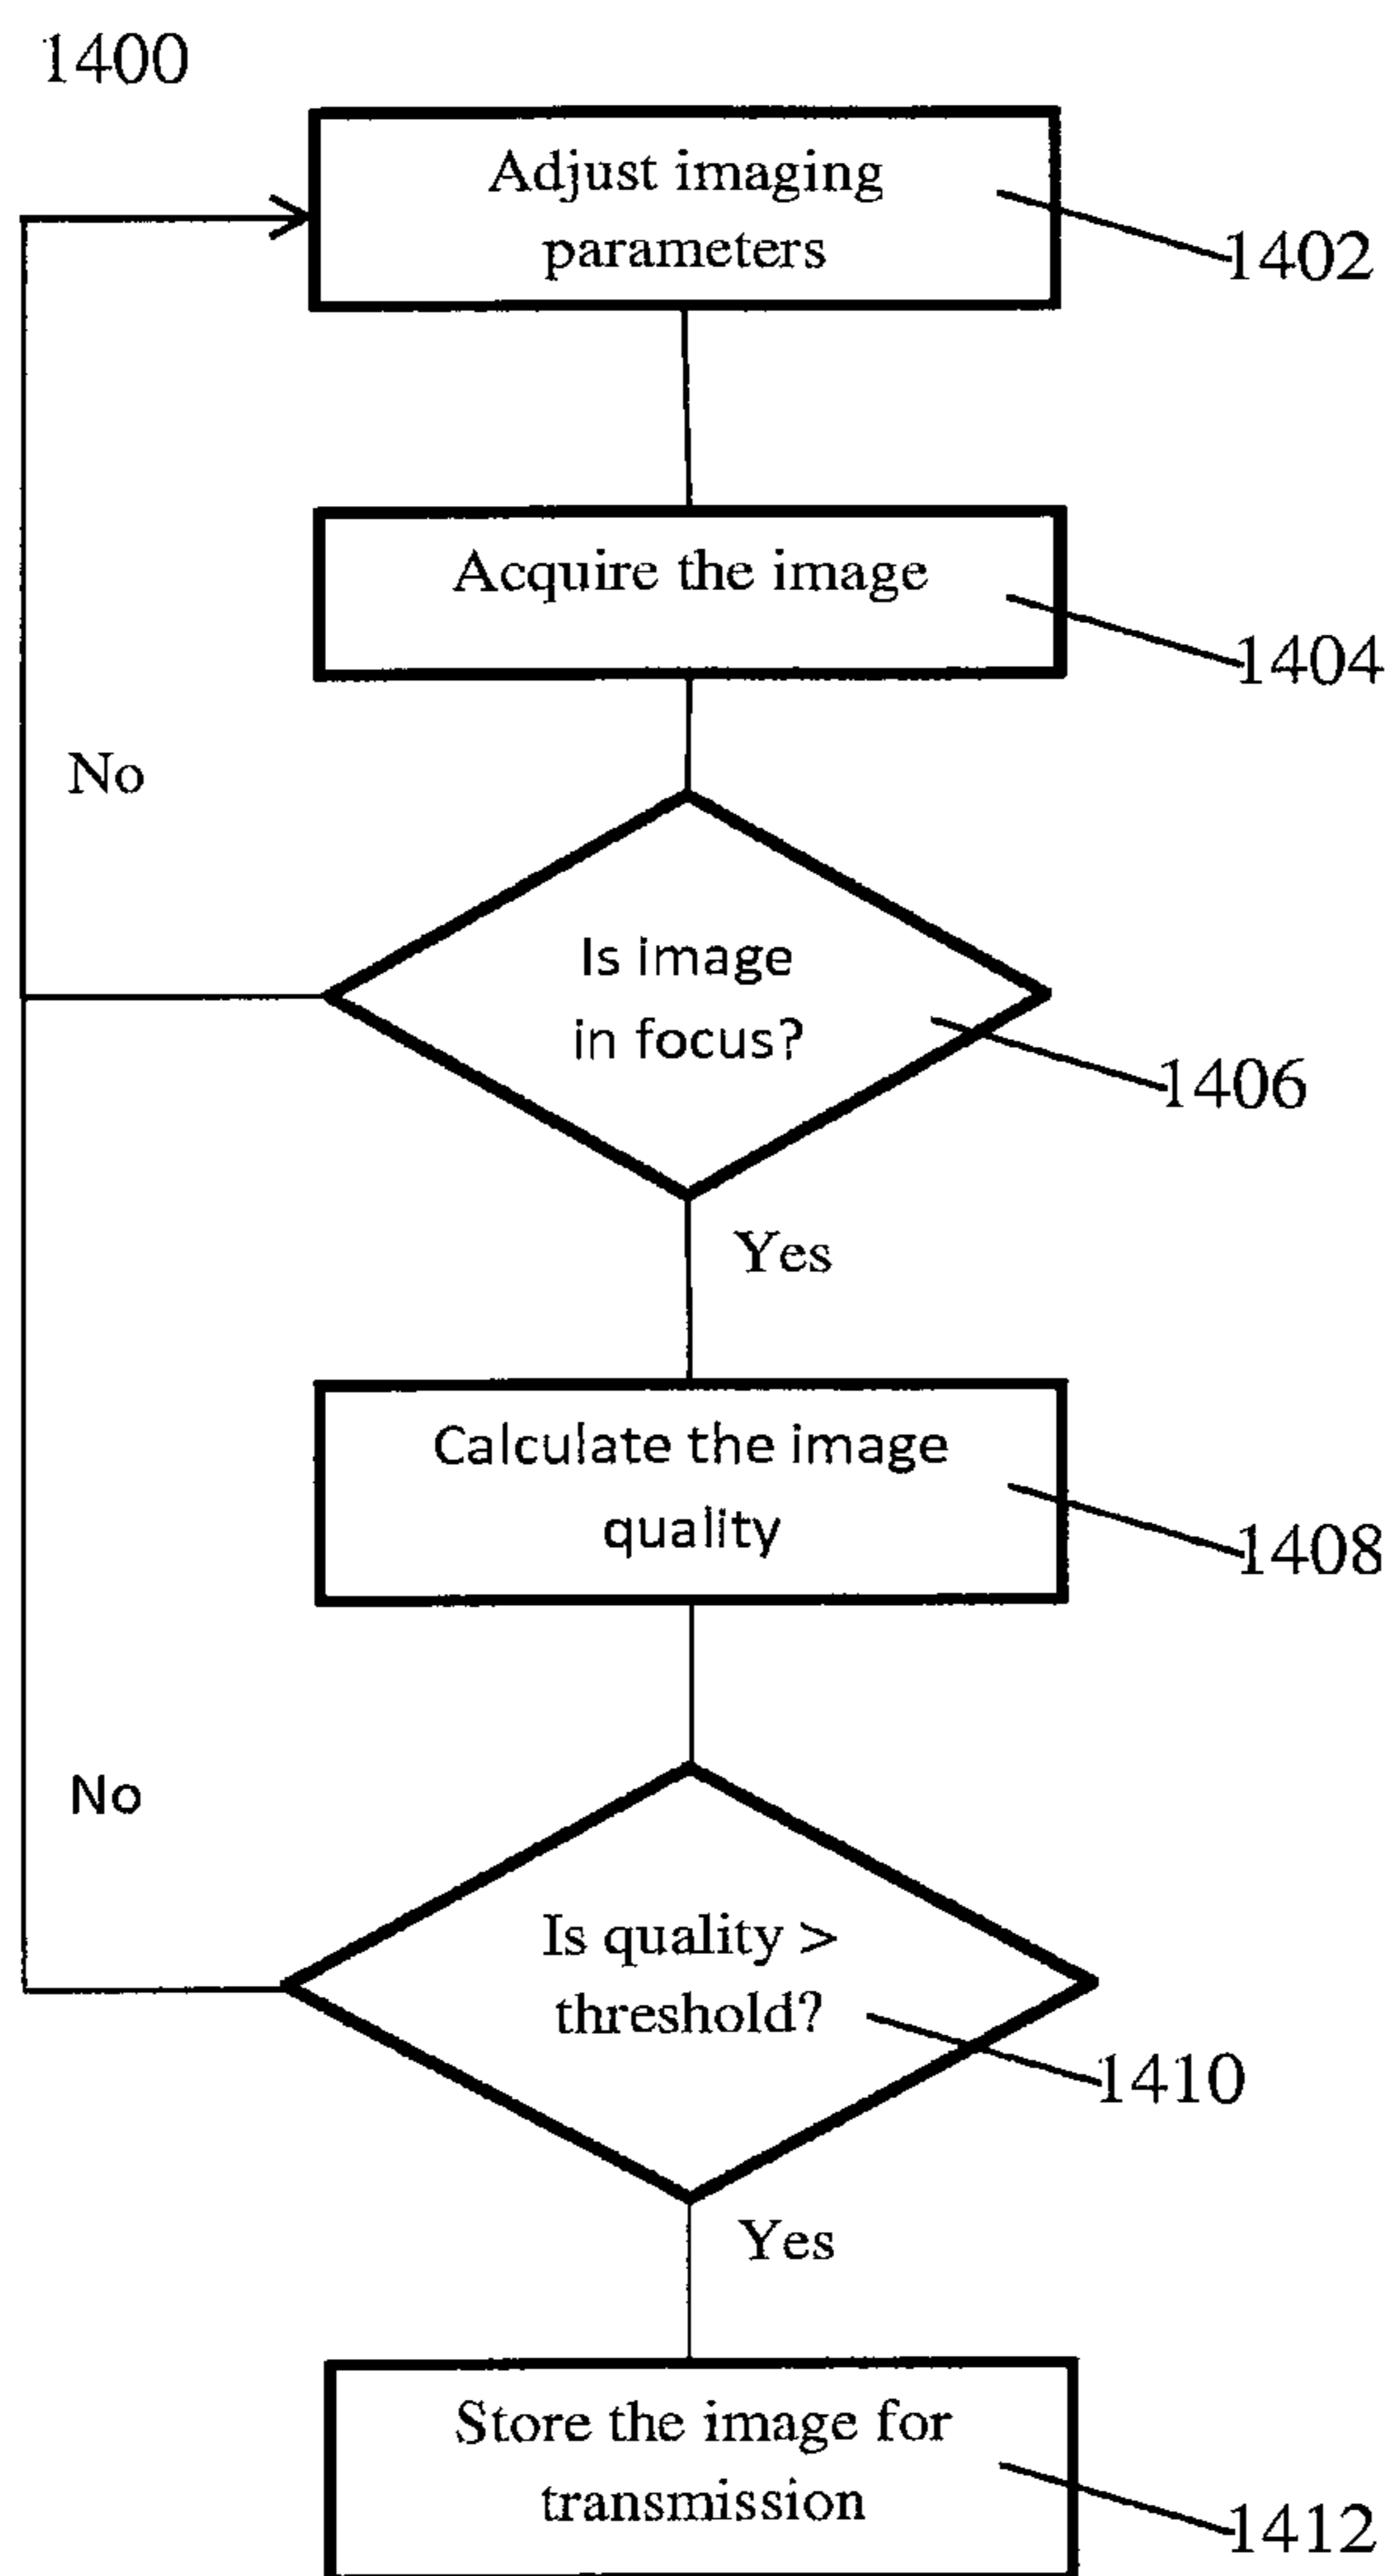 1400
Adjust imaging
parameters
1402
Acquire the image
1404
No
Is image
in focus?
1406
Yes
Calculate the image
quality
1408
No
Is quality >
threshold?
1410
Yes
Store the image for
transmission
1412